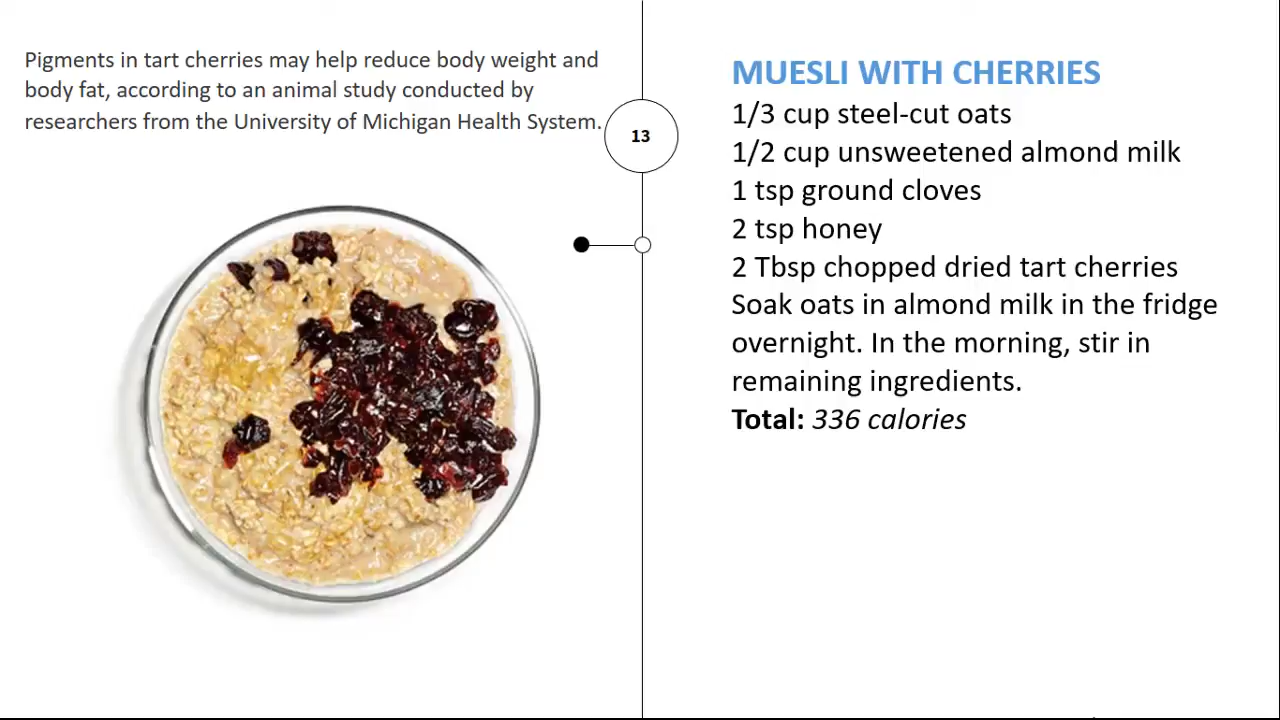 Pigments in tart cherries may help reduce body weight and
body fat, according to an animal study conducted by
researchers from the University of Michigan Health System.
13
MUESLI WITH CHERRIES
1/3 cup steel-cut oats
1/2 cup unsweetened almond milk
1 tsp ground cloves
2 tsp honey
2 Tbsp chopped dried tart cherries
Soak oats in almond milk in the fridge
overnight. In the morning, stir in
remaining ingredients.
Total: 336 calories